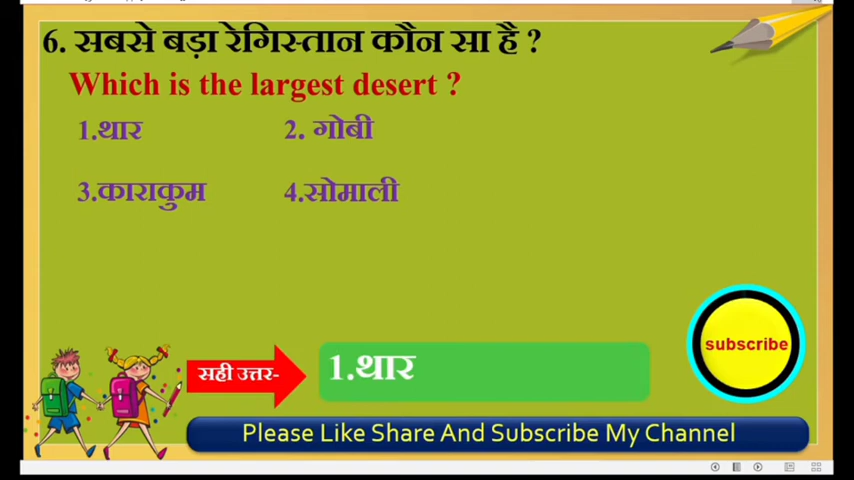 6. सबसे बड़ा रेगिस्तान कौन सा है ?
Which is the largest desert ?
1.थार 2. गोबी
3.काराकुम 4.सोमाली
सही उत्तर- 1.थार
subscribe
Please Like Share And Subscribe My Channel